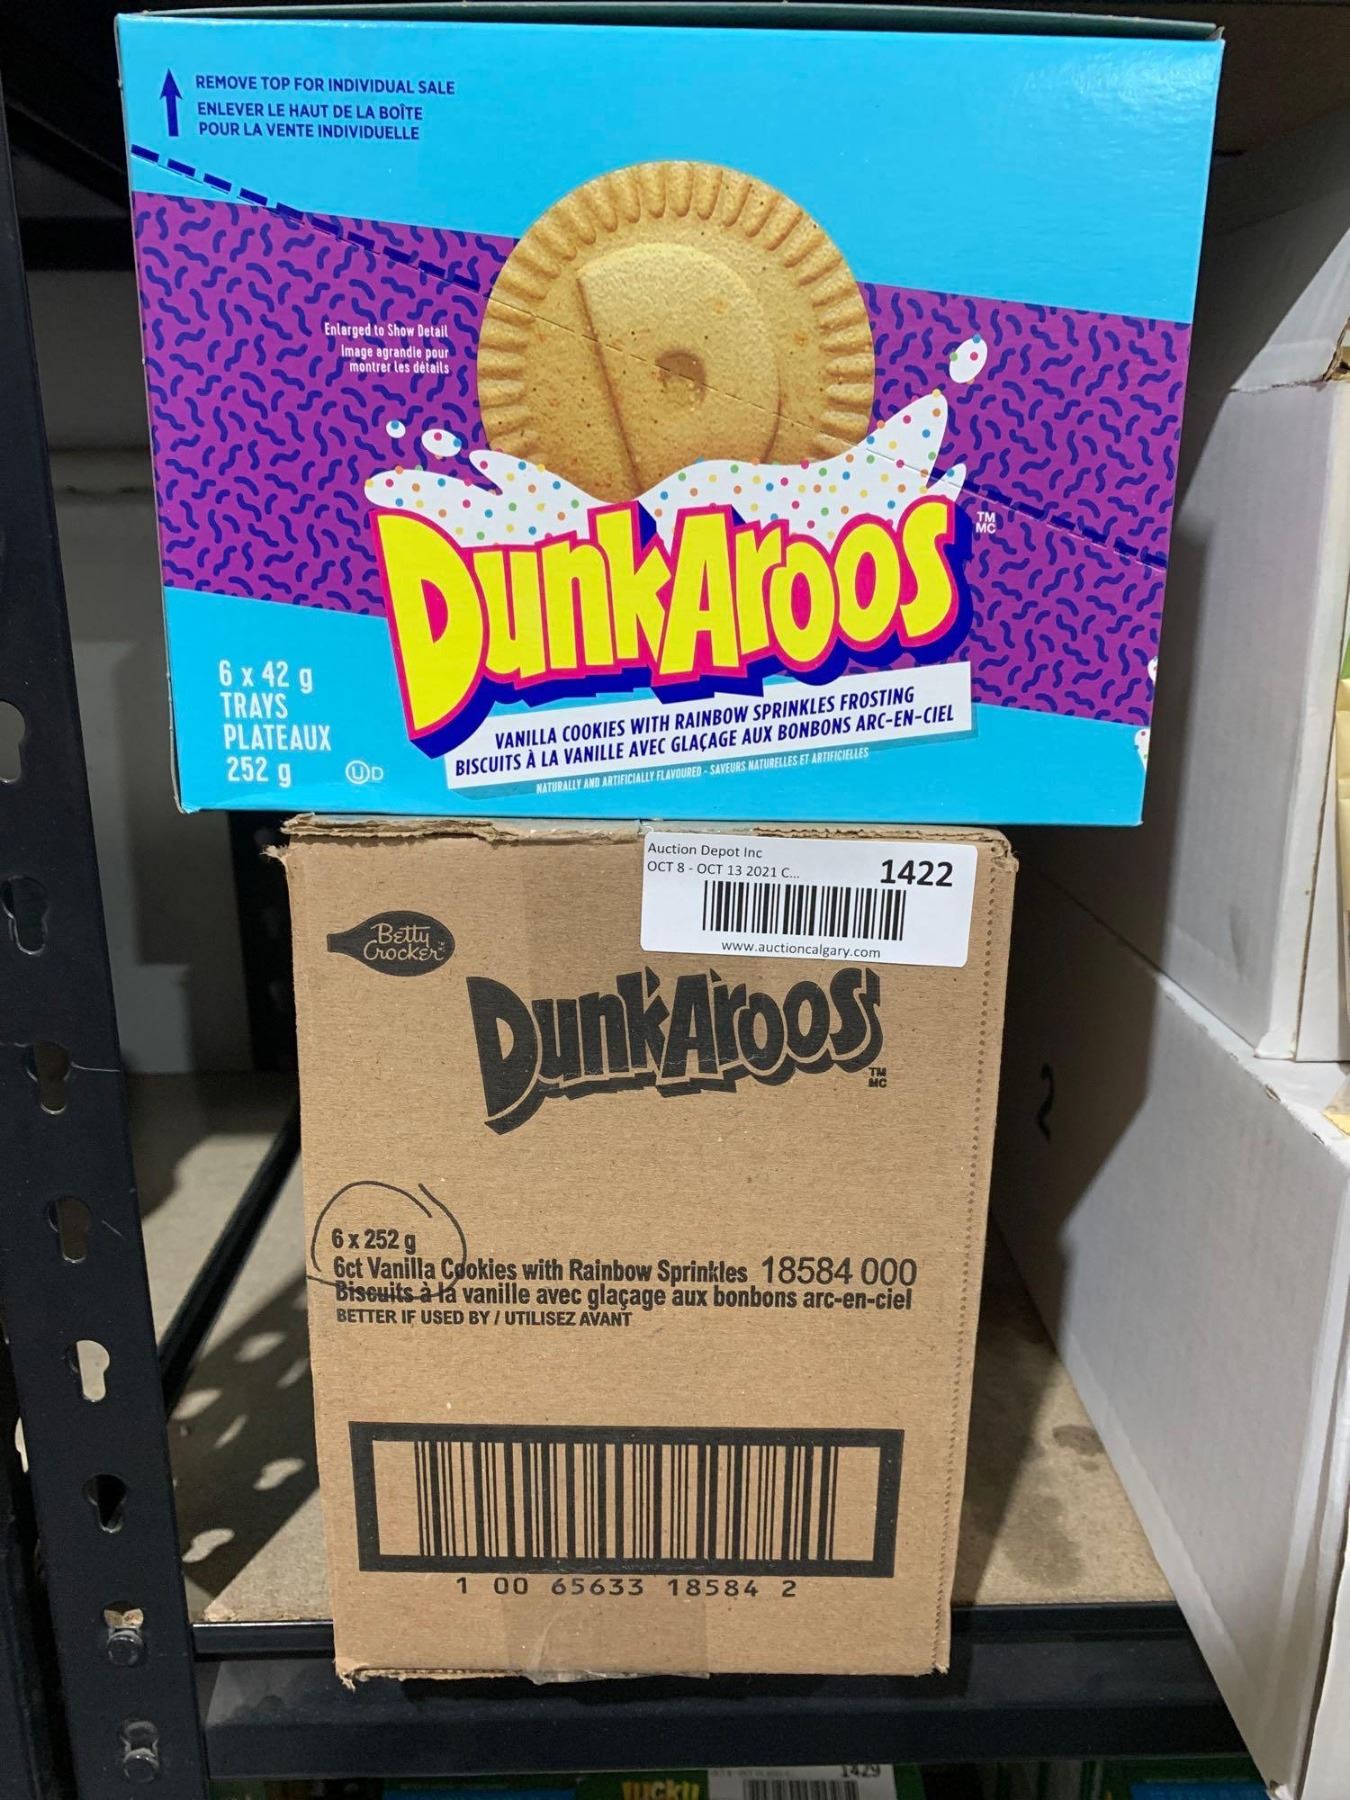 REMOVE TOP FOR INDIVIDUAL SALE
ENLEVER LE HAUT DE LA BOÎTE
POUR LA VENTE INDIVIDUELLE
Enlarged to Show Detail
Image agrandie pour
montrer les détails
DunkAroos
TM
MC
6 x 42 g
TRAYS
PLATEAUX
252 g
UD
VANILLA COOKIES WITH RAINBOW SPRINKLES FROSTING
BISCUITS À LA VANILLE AVEC GLAÇAGE AUX BONBONS ARC-EN-CIEL
NATURALLY AND ARTIFICIALLY FLAVOURED - SAVEURS NATURELLES ET ARTIFICIELLES
Auction Depot Inc
OCT 8 - OCT 13 2021 C...
1422
www.auctioncalgary.com
Betty
Crocker
DunkAroos
TM
MC
6 x 252 g
6ct Vanilla Cookies with Rainbow Sprinkles 18584 000
Biscuits à la vanille avec glaçage aux bonbons arc-en-ciel
BETTER IF USED BY / UTILISEZ AVANT
1 00 65633 18584 2
2
1429